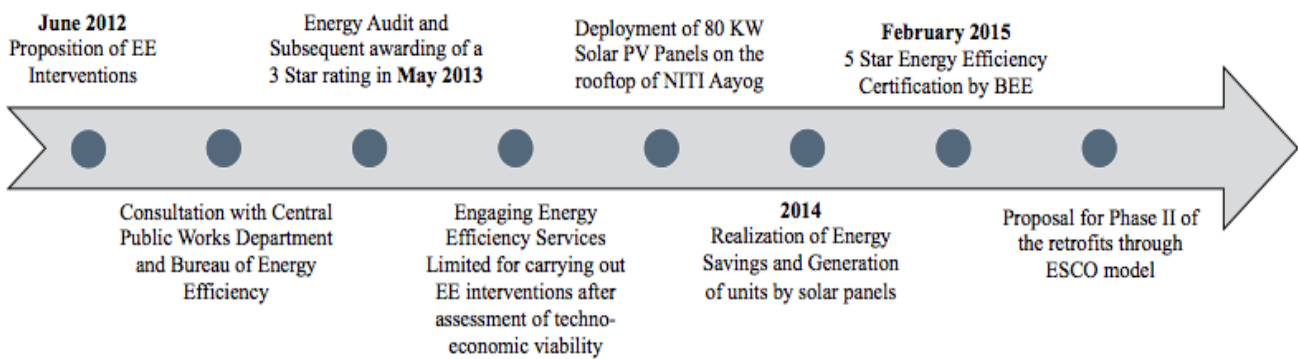 June 2012
Proposition of EE
Interventions
Consultation with Central
Public Works Department
and Bureau of Energy
Efficiency
Energy Audit and
Subsequent awarding of a
3 Star rating in May 2013
Engaging Energy
Efficiency Services
Limited for carrying out
EE interventions after
assessment of techno-
economic viability
Deployment of 80 KW
Solar PV Panels on the
rooftop of NITI Aayog
2014
Realization of Energy
Savings and Generation
of units by solar panels
February 2015
5 Star Energy Efficiency
Certification by BEE
Proposal for Phase II of
the retrofits through
ESCO model